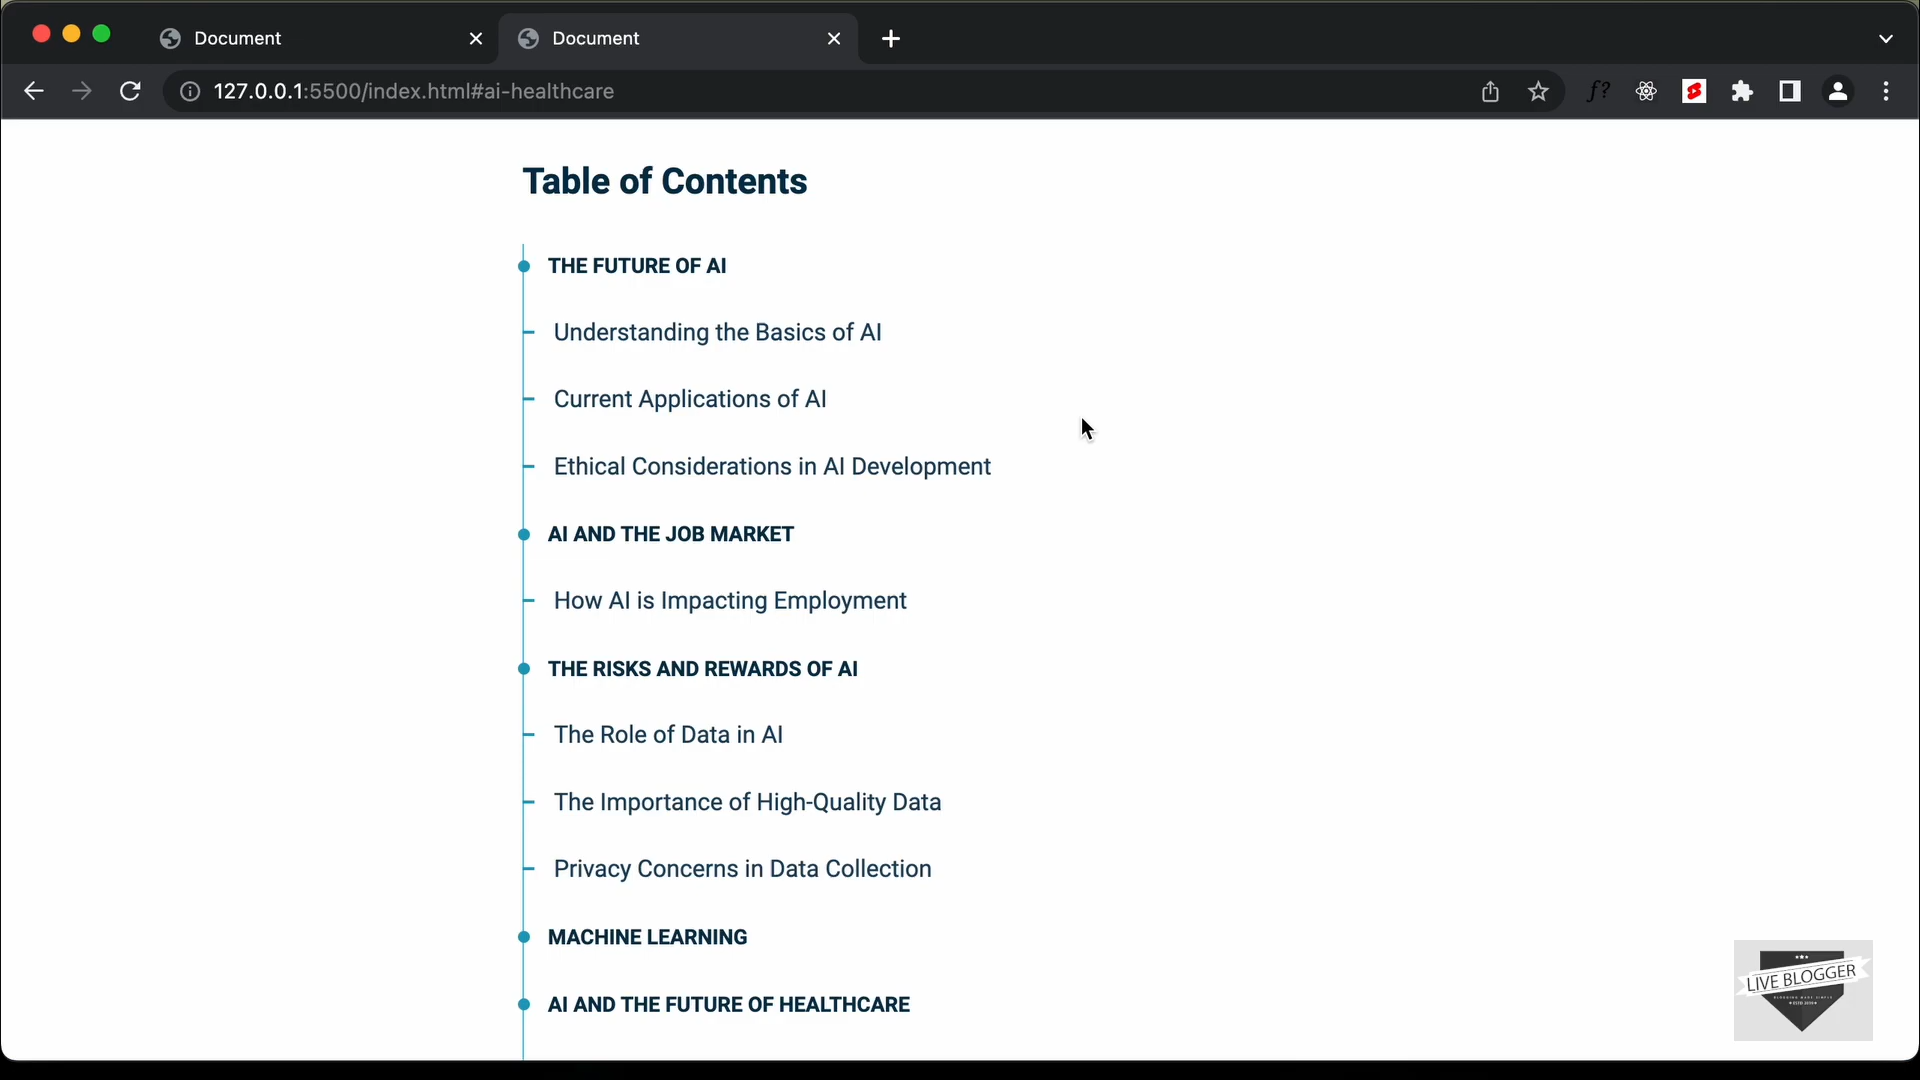 Document
Document
127.0.0.1:5500/index.html#ai-healthcare
f?
Table of Contents
THE FUTURE OF AI
Understanding the Basics of AI
Current Applications of AI
Ethical Considerations in AI Development
AI AND THE JOB MARKET
How AI is Impacting Employment
THE RISKS AND REWARDS OF AI
The Role of Data in AI
The Importance of High-Quality Data
Privacy Concerns in Data Collection
MACHINE LEARNING
AI AND THE FUTURE OF HEALTHCARE
LIVE BLOGGER